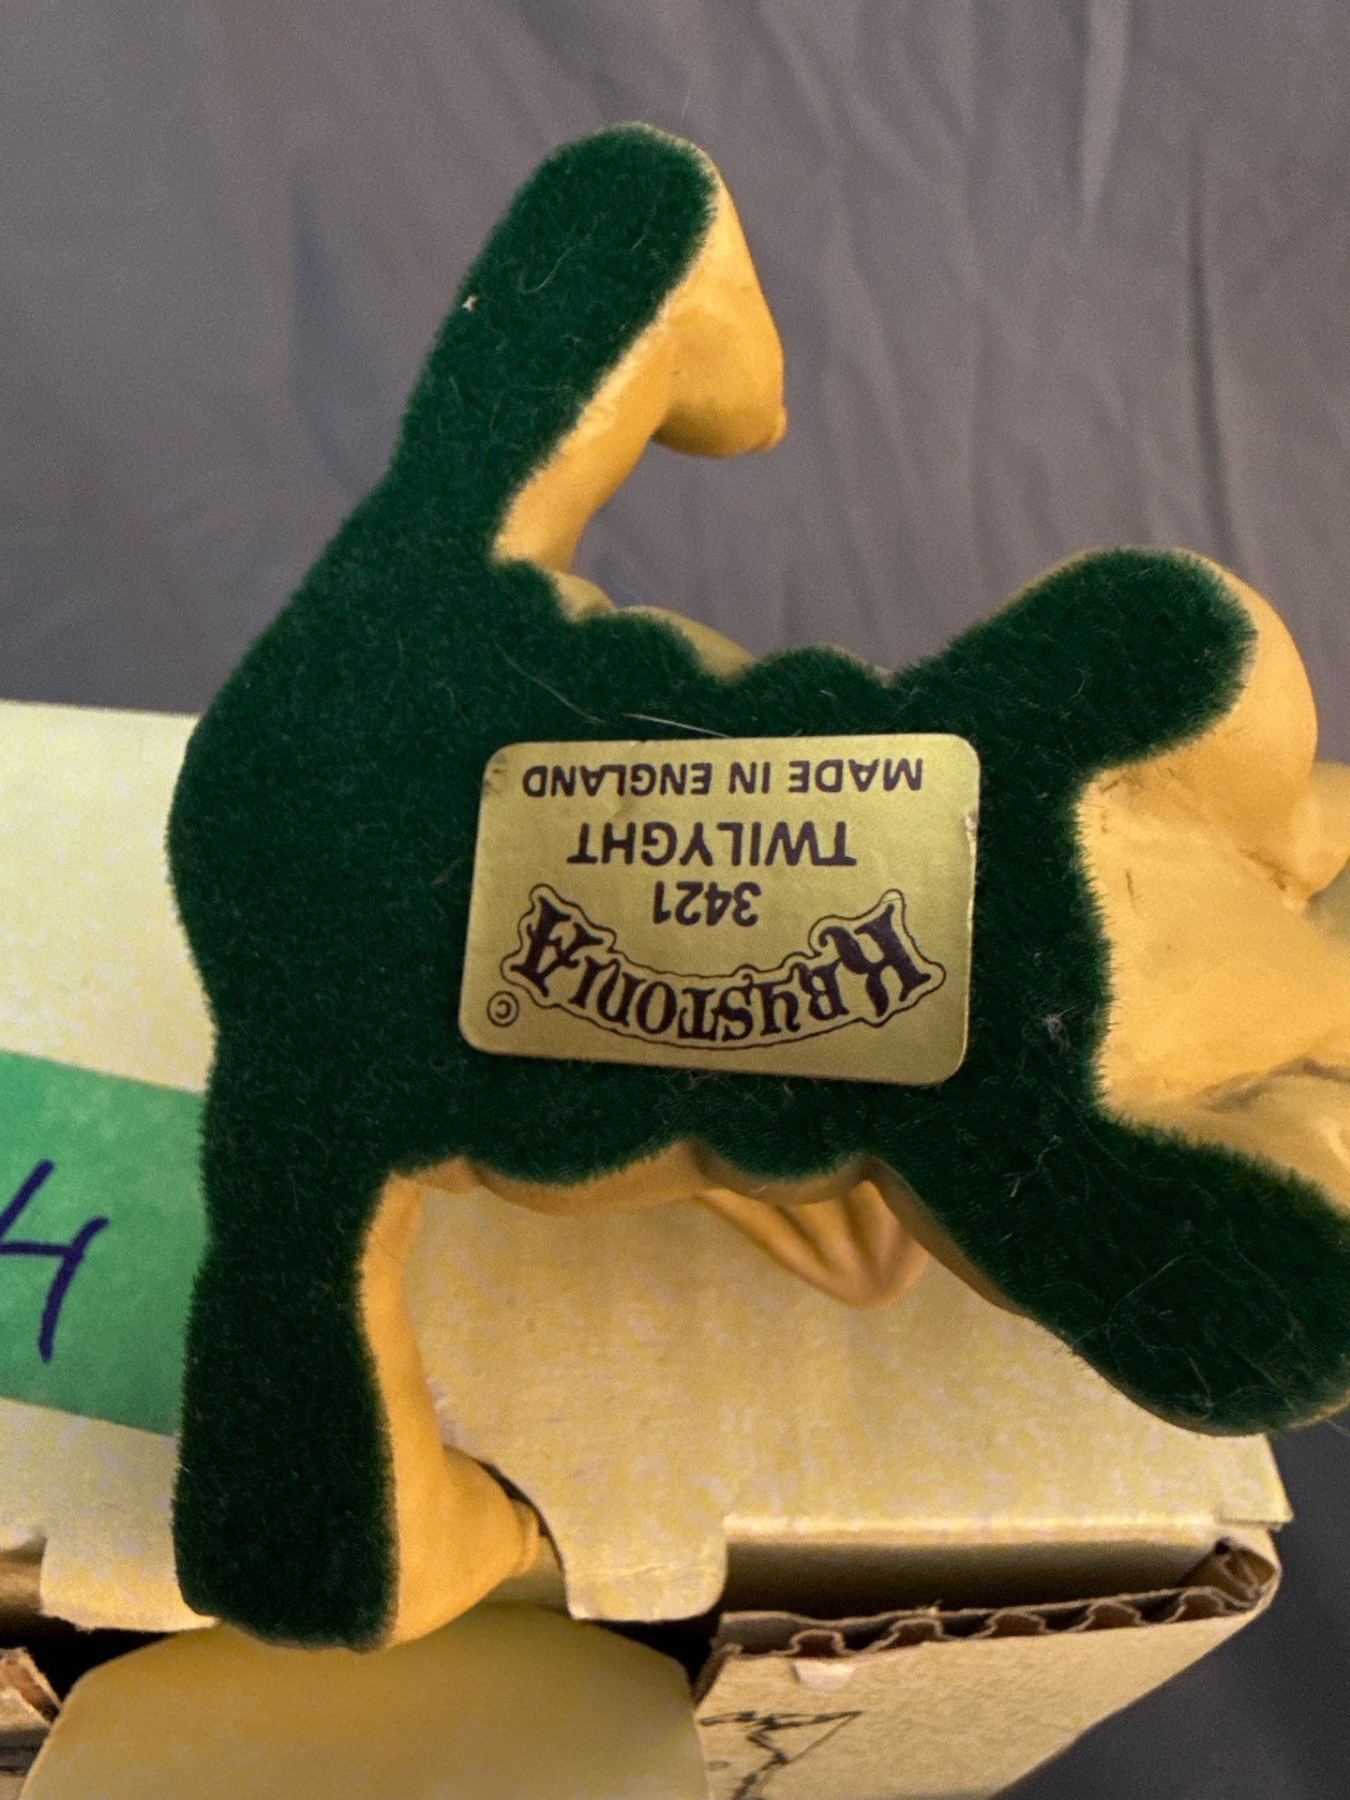 KRYSTONIA ©
3421
TWILYGHT
MADE IN ENGLAND